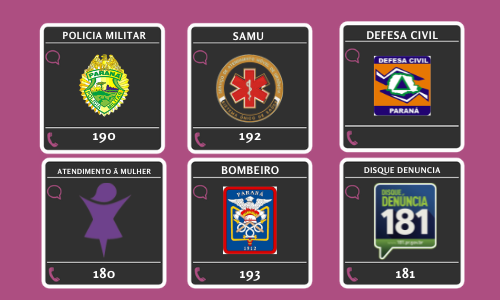 POLICIA MILITAR
PARANÁ
190
SAMU
192
DEFESA CIVIL
DEFESA CIVIL
PARANÁ
ATENDIMENTO À MULHER
180
BOMBEIRO
PARANÁ
1912
193
DISQUE DENUNCIA
DISQUE
DENÚNCIA
181
181